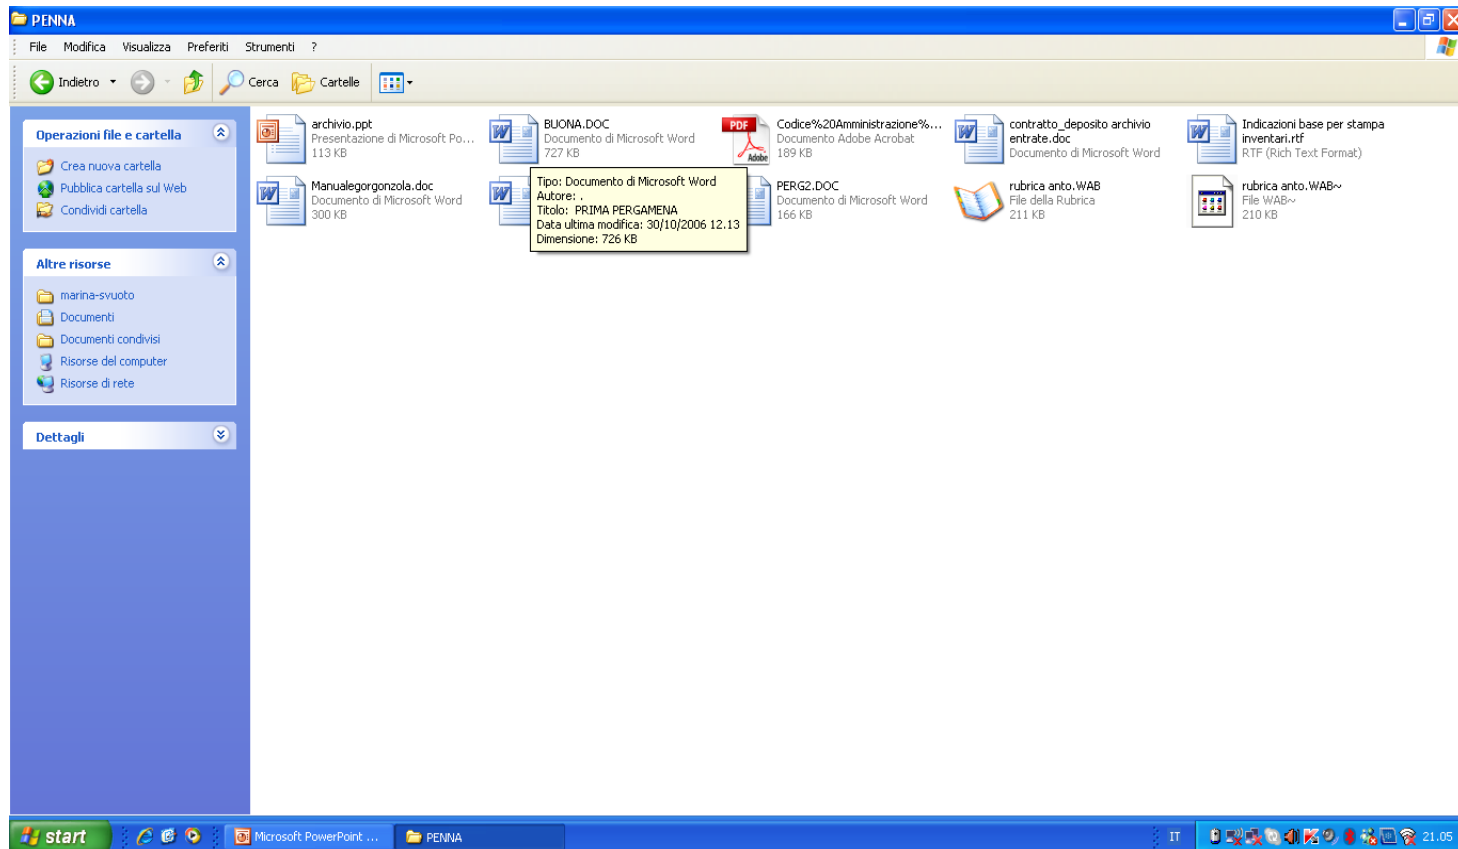 PENNA
File Modifica Visualizza Preferiti Strumenti ?
Indietro Cerca Cartelle
Operazioni file e cartella
Crea nuova cartella
Pubblica cartella sul Web
Condividi cartella
Altre risorse
marina-svuoto
Documenti
Documenti condivisi
Risorse del computer
Risorse di rete
Dettagli
archivio.ppt
Presentazione di Microsoft Po...
113 KB
BUONA.DOC
Documento di Microsoft Word
727 KB
PDF
Adobe
Codice%20Amministrazione%...
Documento Adobe Acrobat
189 KB
contratto_deposito archivio
entrate.doc
Documento di Microsoft Word
Indicazioni base per stampa
inventari.rtf
RTF (Rich Text Format)
Manualegorgonzola.doc
Documento di Microsoft Word
300 KB
Tipo: Documento di Microsoft Word
Autore: .
Titolo: PRIMA PERGAMENA
Data ultima modifica: 30/10/2006 12.13
Dimensione: 726 KB
PERG2.DOC
Documento di Microsoft Word
166 KB
rubrica anto.WAB
File della Rubrica
211 KB
rubrica anto.WAB~
File WAB~
210 KB
start
Microsoft PowerPoint ...
PENNA
IT
21.05